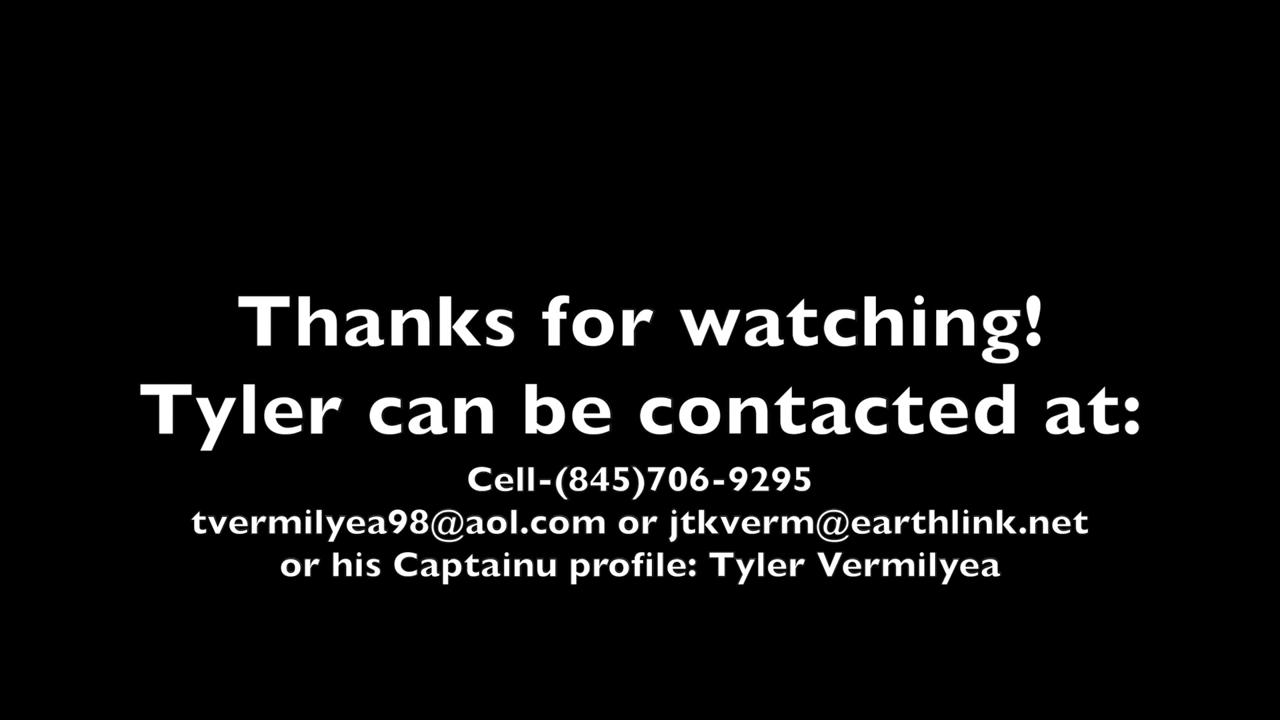 Thanks for watching!
Tyler can be contacted at:
Cell-(845)706-9295
tvermilyea98@aol.com or jtkverm@earthlink.net
or his Captainu profile: Tyler Vermilyea